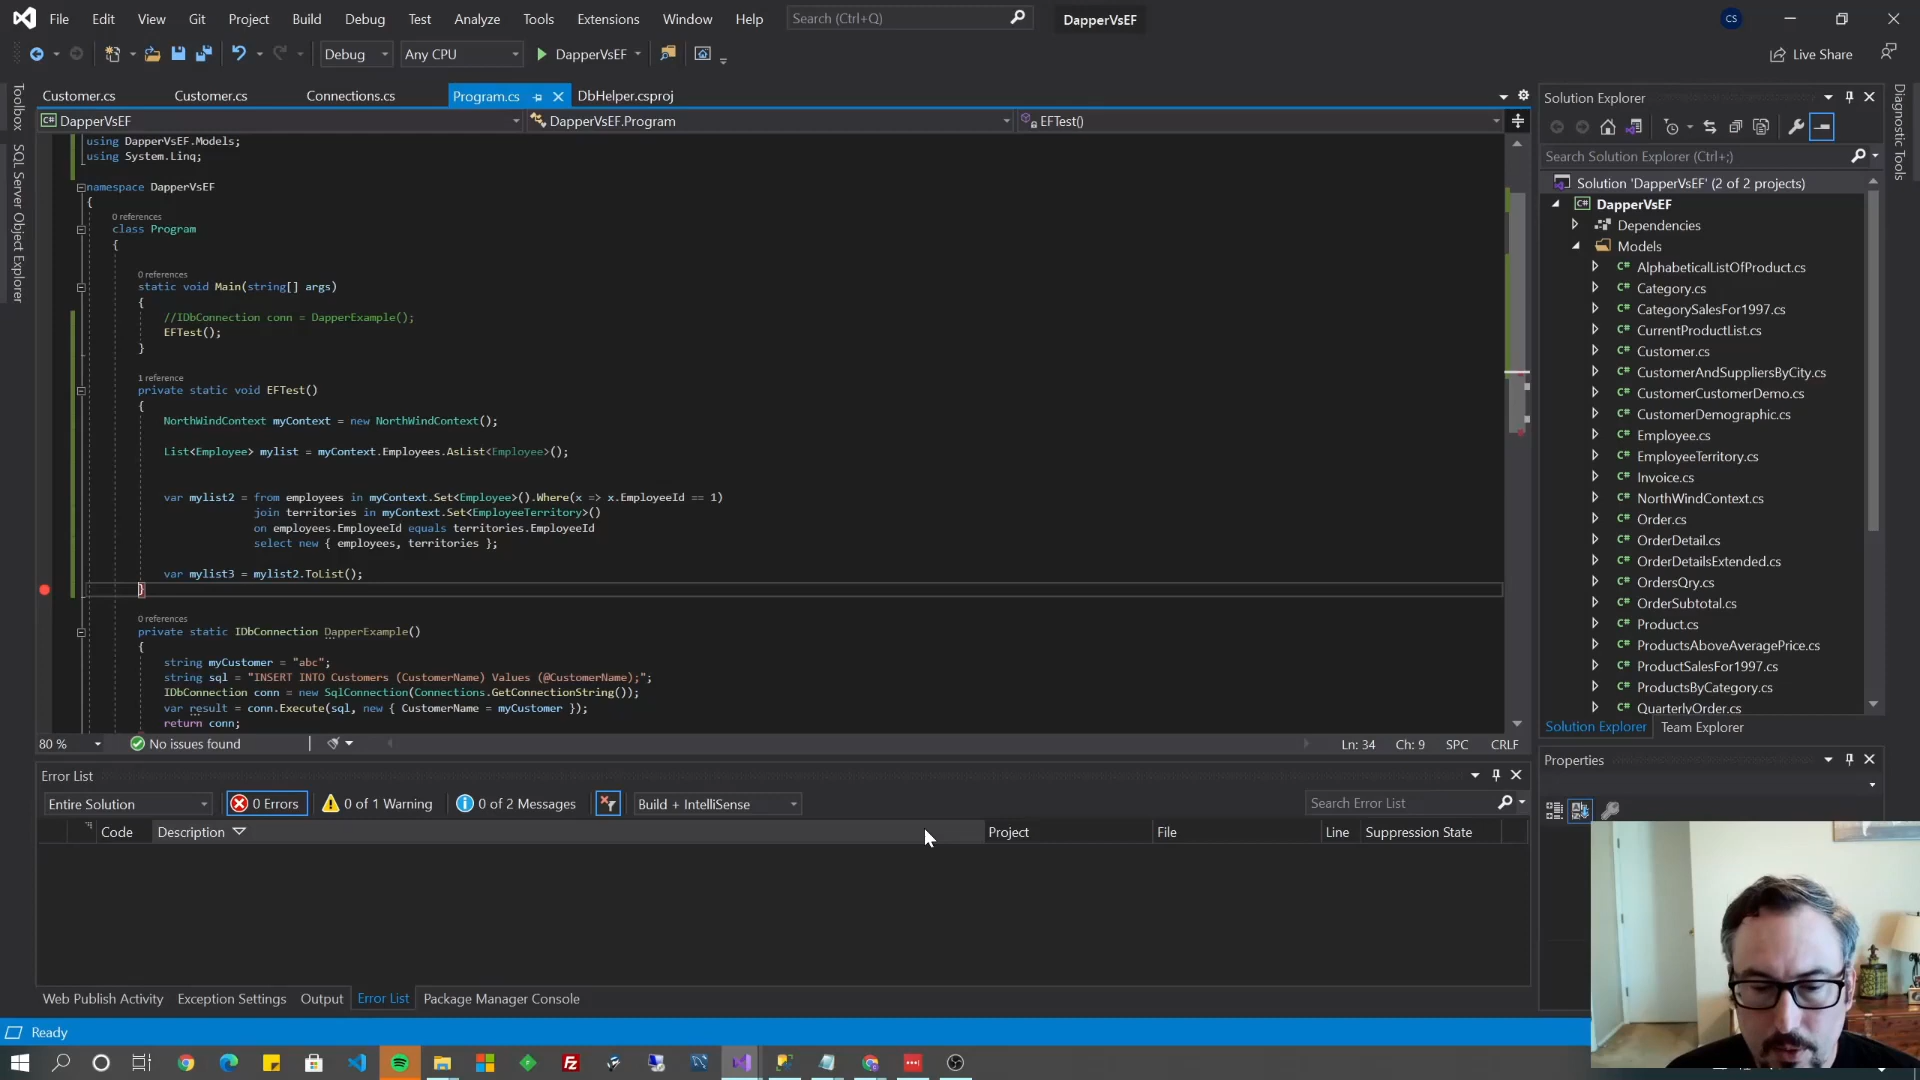 File Edit View Git Project Build Debug Test Analyze Tools Extensions Window Help Search (Ctrl+Q) DapperVsEF CS
Debug Any CPU DapperVsEF Live Share
Customer.cs Customer.cs Connections.cs Program.cs DbHelper.csproj
DapperVsEF DapperVsEF.Program EFTest()
using DapperVsEF.Models;
using System.Linq;
namespace DapperVsEF
{
0 references
class Program
{
0 references
static void Main(string[] args)
{
//IDbConnection conn = DapperExample();
EFTest();
}
1 reference
private static void EFTest()
{
NorthWindContext myContext = new NorthWindContext();
List<Employee> mylist = myContext.Employees.AsList<Employee>();
var mylist2 = from employees in myContext.Set<Employee>().Where(x => x.EmployeeId == 1)
join territories in myContext.Set<EmployeeTerritory>()
on employees.EmployeeId equals territories.EmployeeId
select new { employees, territories };
var mylist3 = mylist2.ToList();
}
0 references
private static IDbConnection DapperExample()
{
string myCustomer = "abc";
string sql = "INSERT INTO Customers (CustomerName) Values (@CustomerName);";
IDbConnection conn = new SqlConnection(Connections.GetConnectionString());
var result = conn.Execute(sql, new { CustomerName = myCustomer });
return conn;
80 % No issues found Ln: 34 Ch: 9 SPC CRLF
Error List
Entire Solution 0 Errors 0 of 1 Warning 0 of 2 Messages Build + IntelliSense Search Error List
Code Description Project File Line Suppression State
Web Publish Activity Exception Settings Output Error List Package Manager Console
Ready
Toolbox
SQL Server Object Explorer
Solution Explorer
Search Solution Explorer (Ctrl+;)
Solution 'DapperVsEF' (2 of 2 projects)
C# DapperVsEF
Dependencies
Models
C# AlphabeticalListOfProduct.cs
C# Category.cs
C# CategorySalesFor1997.cs
C# CurrentProductList.cs
C# Customer.cs
C# CustomerAndSuppliersByCity.cs
C# CustomerCustomerDemo.cs
C# CustomerDemographic.cs
C# Employee.cs
C# EmployeeTerritory.cs
C# Invoice.cs
C# NorthWindContext.cs
C# Order.cs
C# OrderDetail.cs
C# OrderDetailsExtended.cs
C# OrdersQry.cs
C# OrderSubtotal.cs
C# Product.cs
C# ProductsAboveAveragePrice.cs
C# ProductSalesFor1997.cs
C# ProductsByCategory.cs
C# QuarterlyOrder.cs
Solution Explorer Team Explorer
Properties
Diagnostic Tools